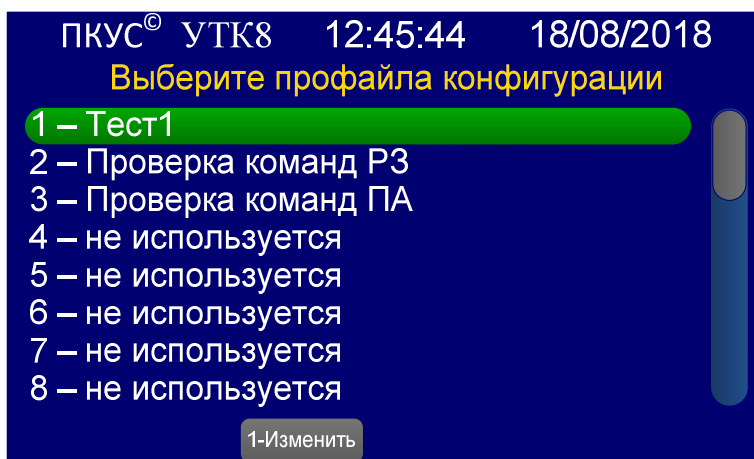 ПКУС© УТК8 12:45:44 18/08/2018
Выберите профайла конфигурации
1 – Тест1
2 – Проверка команд РЗ
3 – Проверка команд ПА
4 – не используется
5 – не используется
6 – не используется
7 – не используется
8 – не используется
1-Изменить